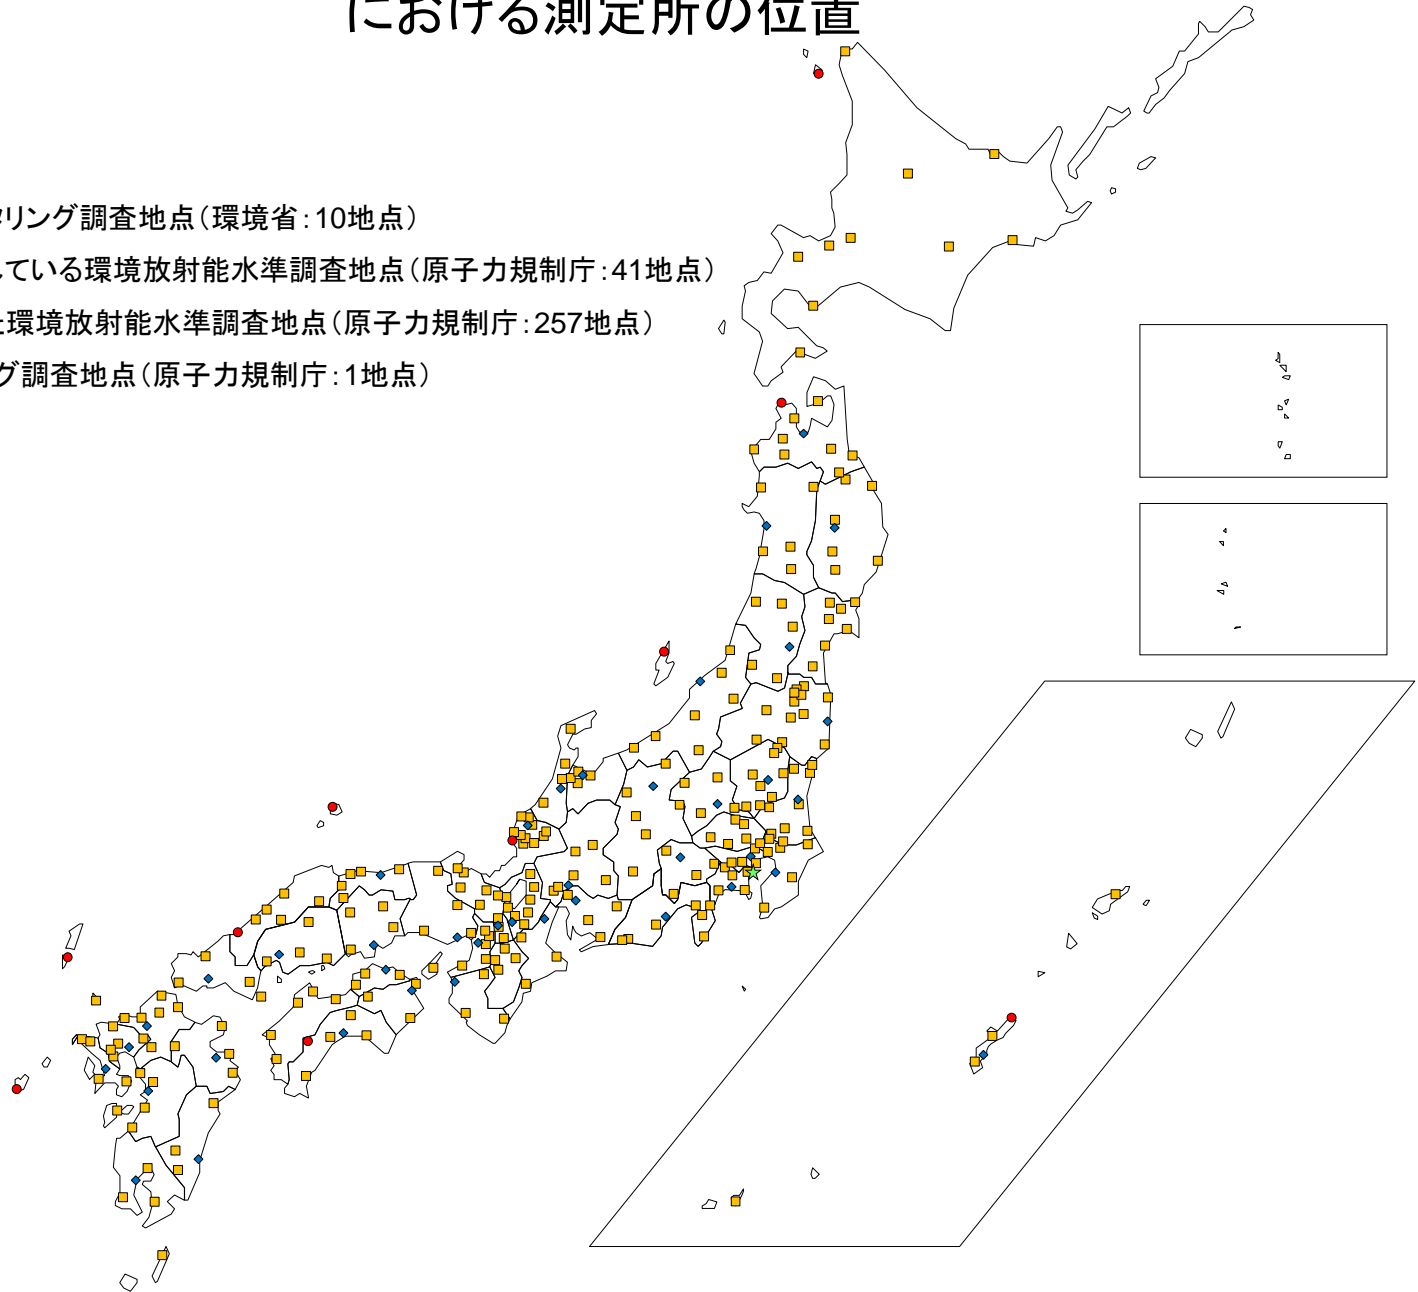 における測定所の位置
リング調査地点（環境省：10地点）
ている環境放射能水準調査地点（原子力規制庁：41地点）
環境放射能水準調査地点（原子力規制庁：257地点）
グ調査地点（原子力規制庁：1地点）